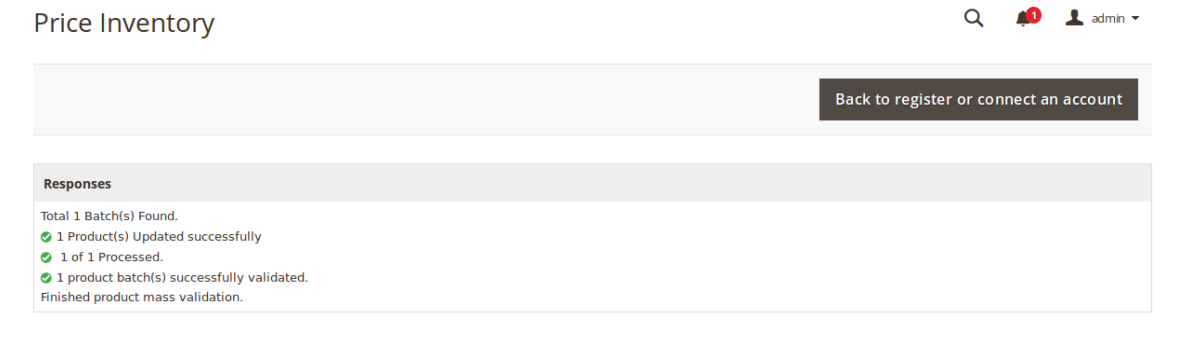 Price Inventory
1
admin
Back to register or connect an account
Responses
Total 1 Batch(s) Found.
1 Product(s) Updated successfully
1 of 1 Processed.
1 product batch(s) successfully validated.
Finished product mass validation.